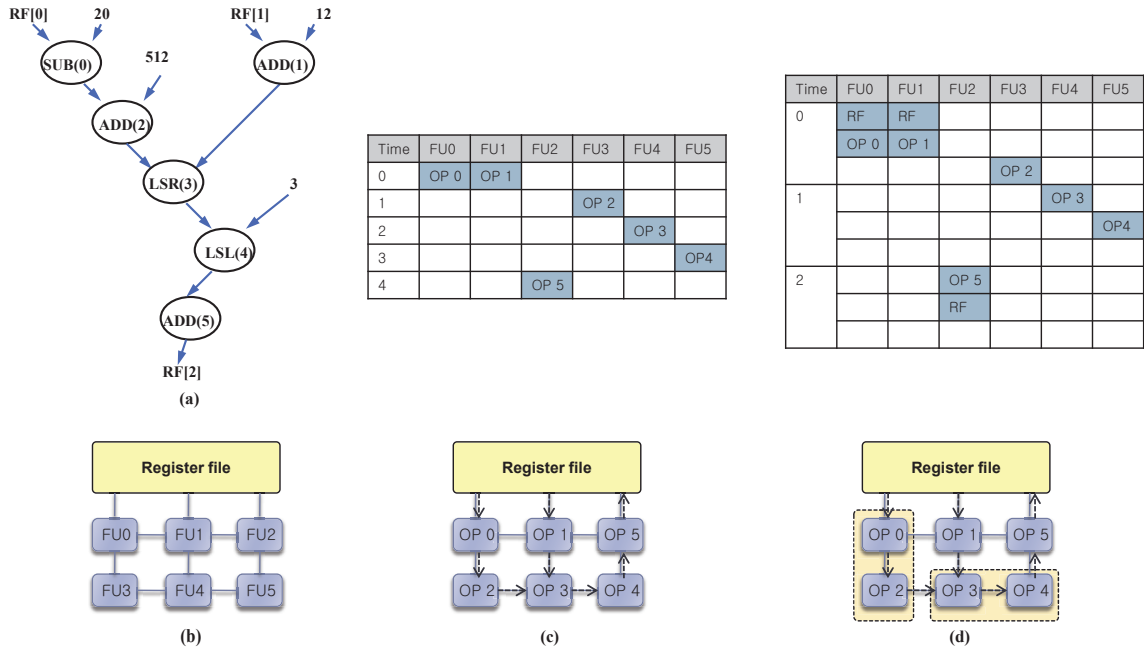 RF[0] 20 RF[1] 12
SUB(0) 512 ADD(1)
ADD(2)
LSR(3) 3
LSL(4)
ADD(5)
RF[2]
(a)
Time FU0 FU1 FU2 FU3 FU4 FU5
0 OP 0 OP 1
1 OP 2
2 OP 3
3 OP4
4 OP 5
Time FU0 FU1 FU2 FU3 FU4 FU5
0 RF RF
OP 0 OP 1
OP 2
1 OP 3
OP4
2 OP 5
RF
Register file
FU0 FU1 FU2
FU3 FU4 FU5
(b)
Register file
OP 0 OP 1 OP 5
OP 2 OP 3 OP 4
(c)
Register file
OP 0 OP 1 OP 5
OP 2 OP 3 OP 4
(d)